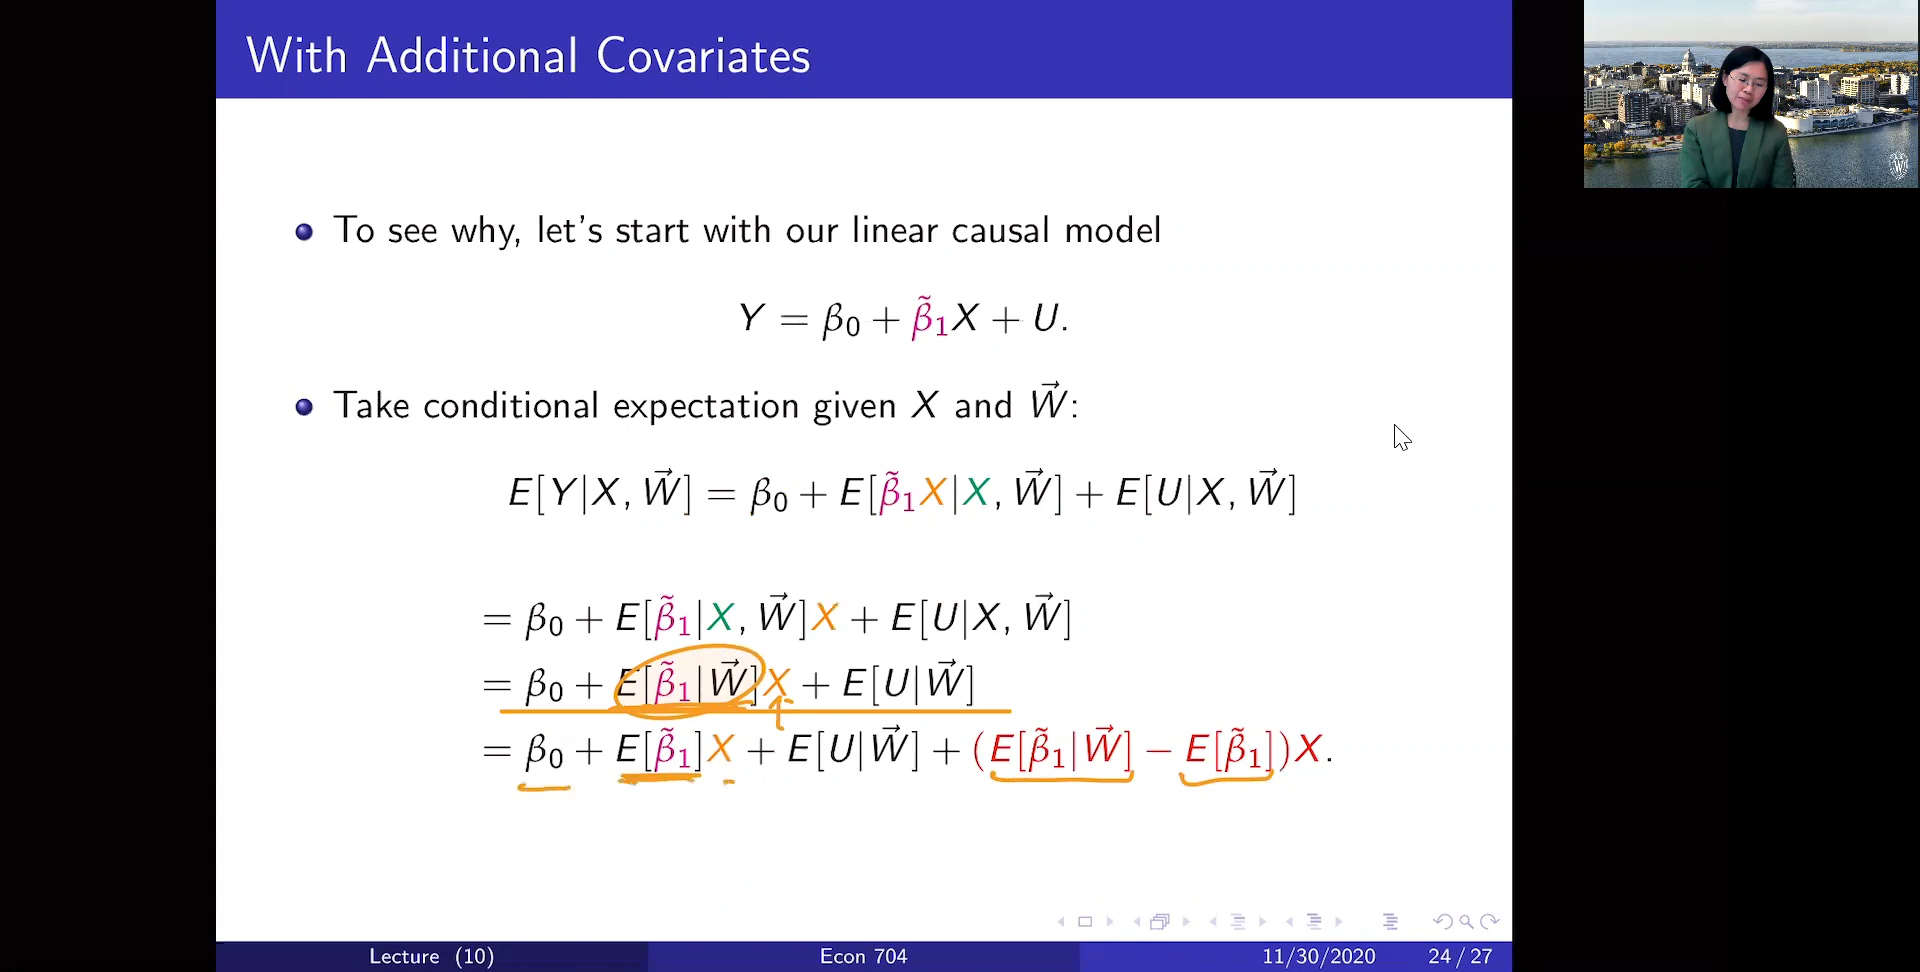 With Additional Covariates
To see why, let's start with our linear causal model
Y = β₀ + β̃₁X + U.
Take conditional expectation given X and W⃗:
E[Y|X, W⃗] = β₀ + E[β̃₁X|X, W⃗] + E[U|X, W⃗]
= β₀ + E[β̃₁|X, W⃗]X + E[U|X, W⃗]
= β₀ + E[β̃₁|W⃗]X + E[U|W⃗]
= β₀ + E[β̃₁]X + E[U|W⃗] + (E[β̃₁|W⃗] − E[β̃₁])X.
Lecture (10) Econ 704 11/30/2020 24 / 27
W